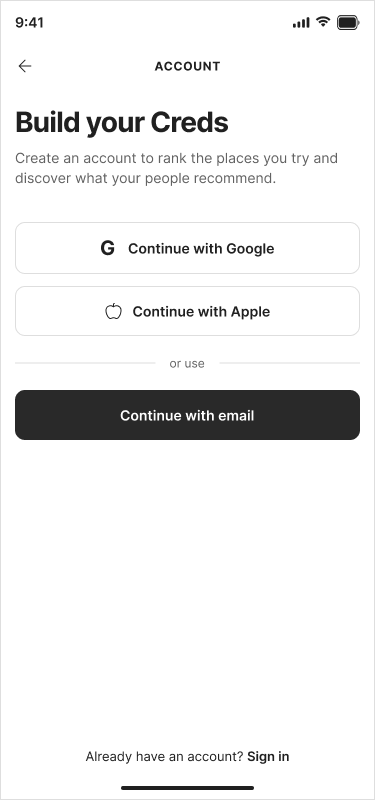 9:41
ACCOUNT
Build your Creds
Create an account to rank the places you try and
discover what your people recommend.
G Continue with Google
Continue with Apple
or use
Continue with email
Already have an account? Sign in